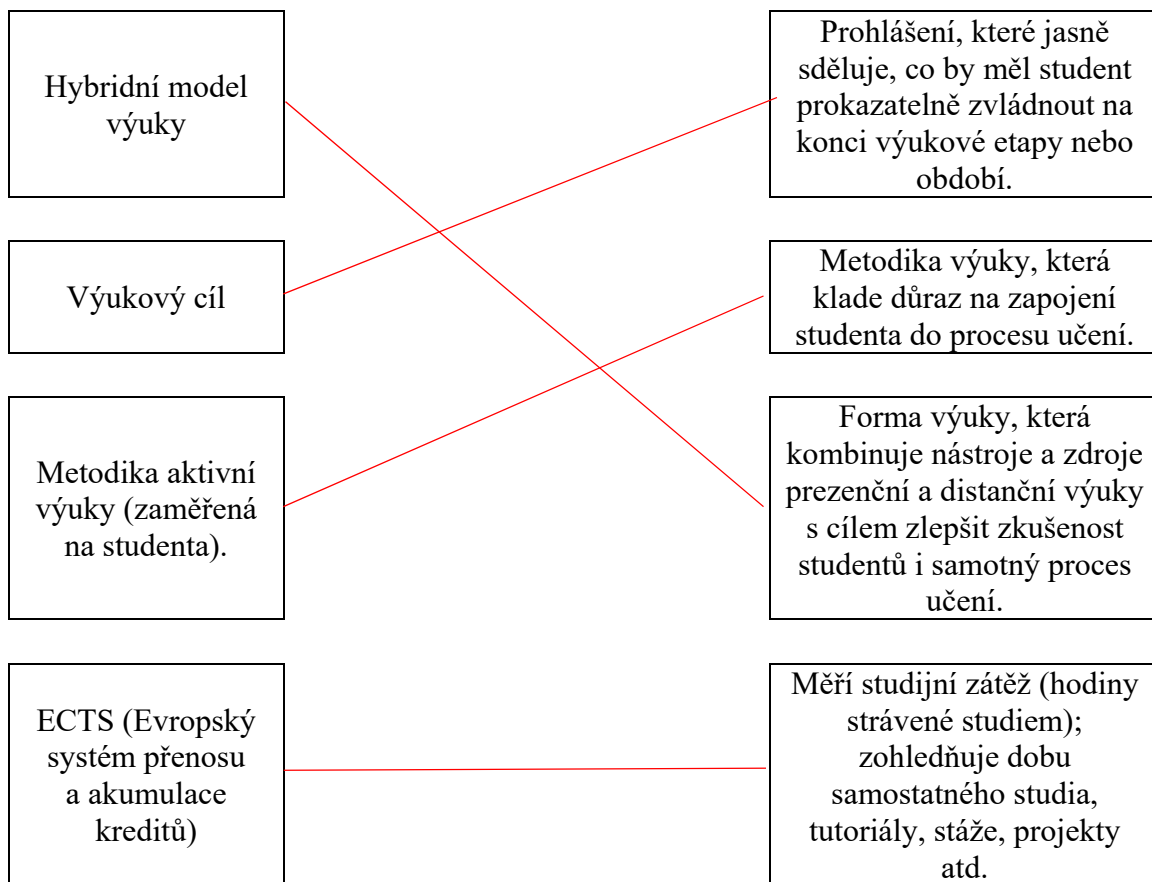 Hybridní model
výuky
Prohlášení, které jasně
sděluje, co by měl student
prokazatelně zvládnout na
konci výukové etapy nebo
období.
Výukový cíl
Metodika výuky, která
klade důraz na zapojení
studenta do procesu učení.
Metodika aktivní
výuky (zaměřená
na studenta).
Forma výuky, která
kombinuje nástroje a zdroje
prezenční a distanční výuky
s cílem zlepšit zkušenost
studentů i samotný proces
učení.
ECTS (Evropský
systém přenosu
a akumulace
kreditů)
Měří studijní zátěž (hodiny
strávené studiem);
zohledňuje dobu
samostatného studia,
tutoriály, stáže, projekty
atd.